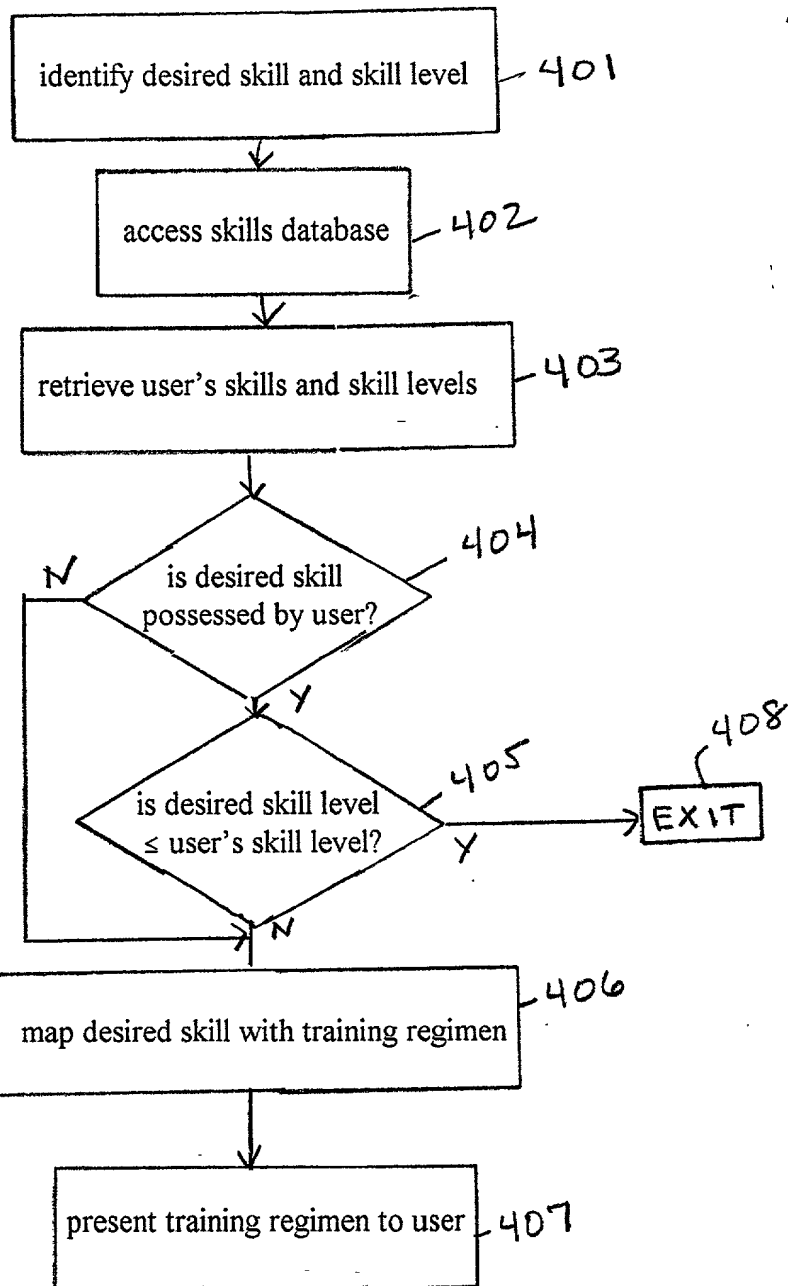 identify desired skill and skill level
401
access skills database
402
retrieve user's skills and skill levels
403
404
N
is desired skill
possessed by user?
Y
405
408
is desired skill level
≤ user's skill level?
Y
EXIT
N
406
map desired skill with training regimen
present training regimen to user
407